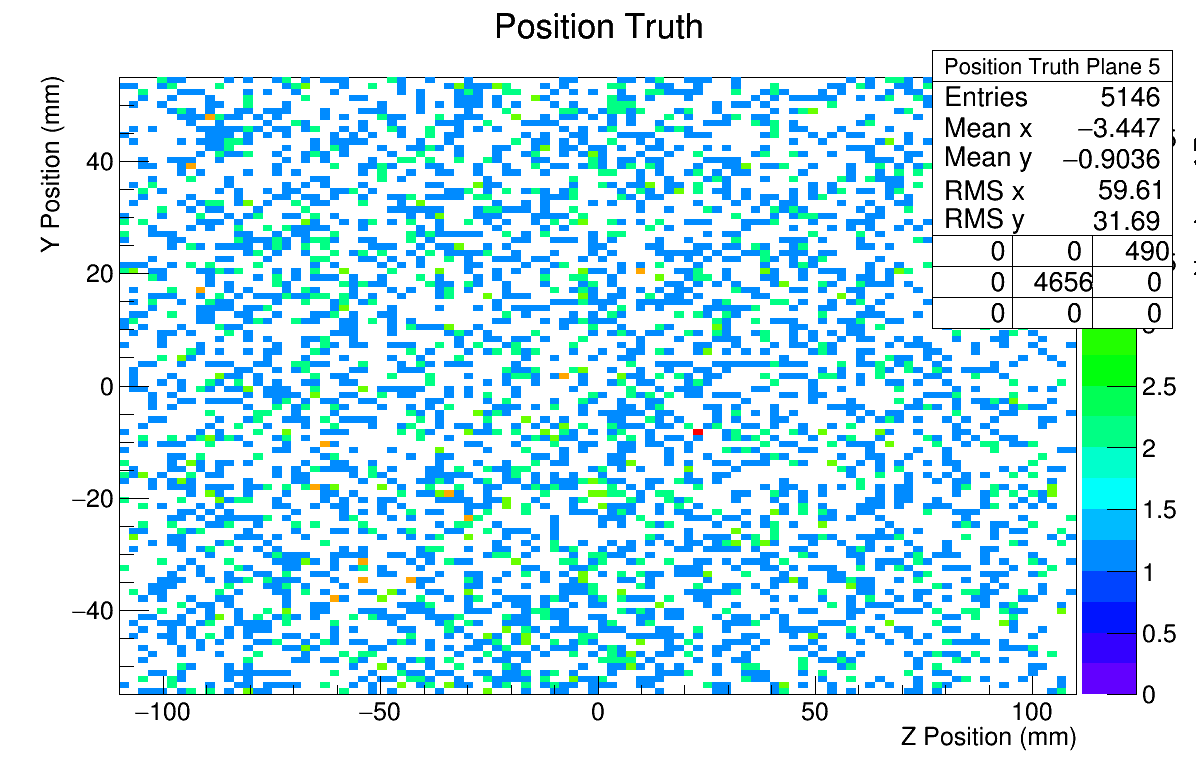 Position Truth
Position Truth Plane 5
Entries 5146
Mean x −3.447
Mean y −0.9036
RMS x 59.61
RMS y 31.69
0 0 490
0 4656 0
0 0 0
Y Position (mm)
40
20
0
−20
−40
2.5
2
1.5
1
0.5
0
−100 −50 0 50 100
Z Position (mm)